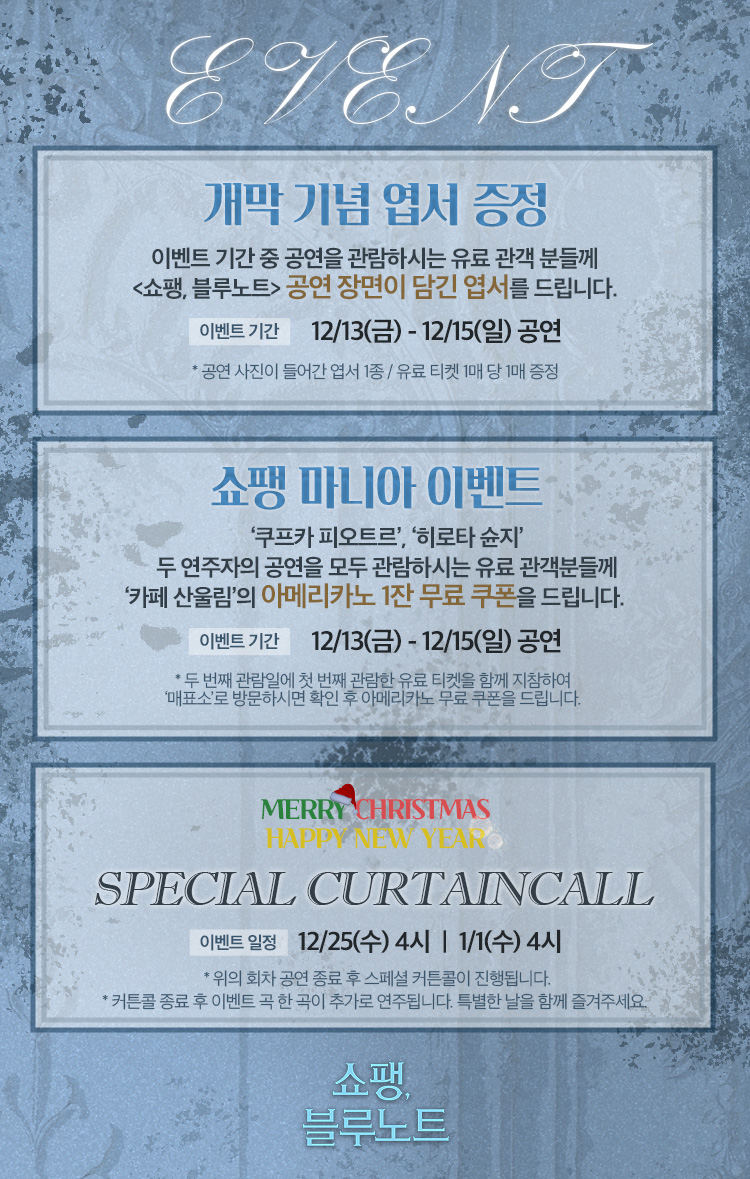 EVENT
개막 기념 엽서 증정
이벤트 기간 중 공연을 관람하시는 유료 관객 분들께
<쇼팽, 블루노트> 공연 장면이 담긴 엽서를 드립니다.
이벤트 기간 12/13(금) - 12/15(일) 공연
* 공연 사진이 들어간 엽서 1종 / 유료 티켓 1매 당 1매 증정
쇼팽 마니아 이벤트
‘쿠프카 피오트르’, ‘히로타 슌지’
두 연주자의 공연을 모두 관람하시는 유료 관객분들께
‘카페 산울림’의 아메리카노 1잔 무료 쿠폰을 드립니다.
이벤트 기간 12/13(금) - 12/15(일) 공연
* 두 번째 관람일에 첫 번째 관람한 유료 티켓을 함께 지참하여
‘매표소’로 방문하시면 확인 후 아메리카노 무료 쿠폰을 드립니다.
MERRY CHRISTMAS
HAPPY NEW YEAR
SPECIAL CURTAINCALL
이벤트 일정 12/25(수) 4시 | 1/1(수) 4시
* 위의 회차 공연 종료 후 스페셜 커튼콜이 진행됩니다.
* 커튼콜 종료 후 이벤트 곡 한 곡이 추가로 연주됩니다. 특별한 날을 함께 즐겨주세요.
쇼팽,
블루노트